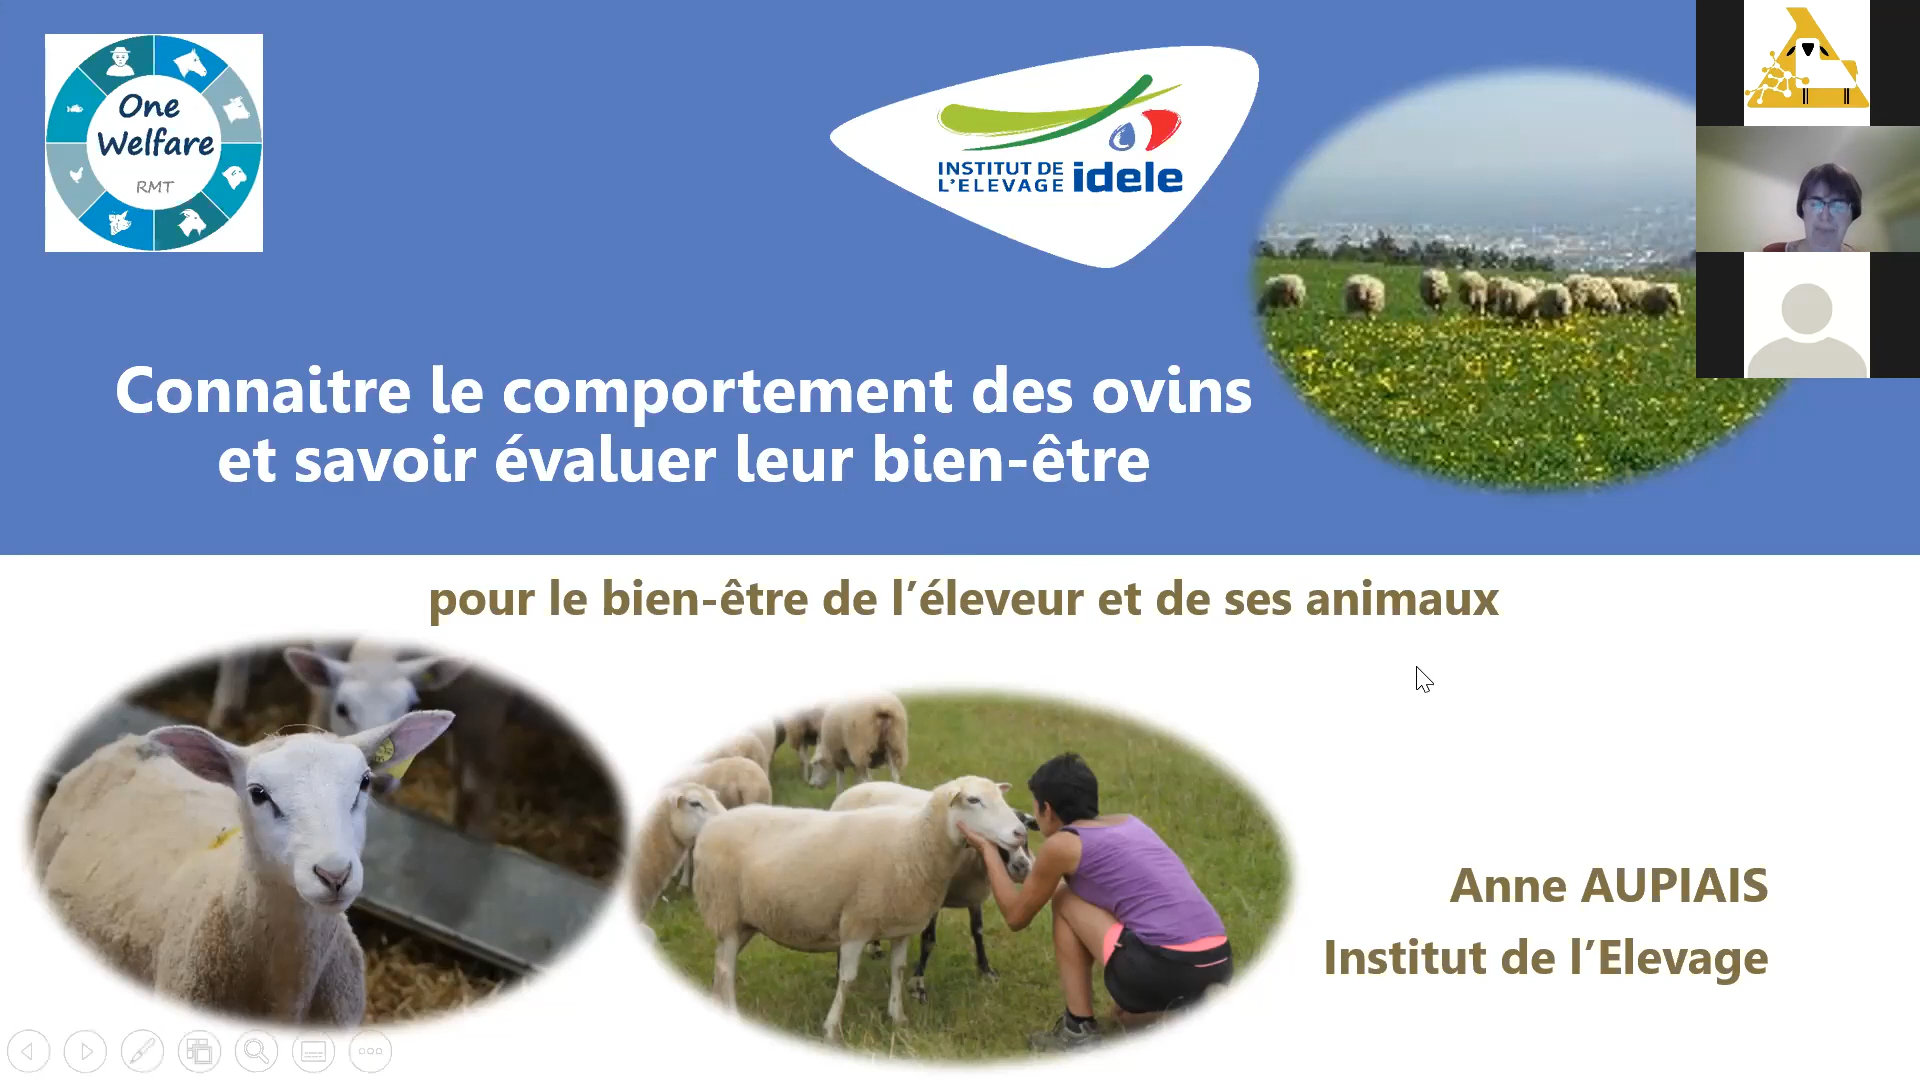 One
Welfare
RMT
INSTITUT DE
L'ELEVAGE idele
Connaitre le comportement des ovins
et savoir évaluer leur bien-être
pour le bien-être de l’éleveur et de ses animaux
Anne AUPIAIS
Institut de l’Elevage